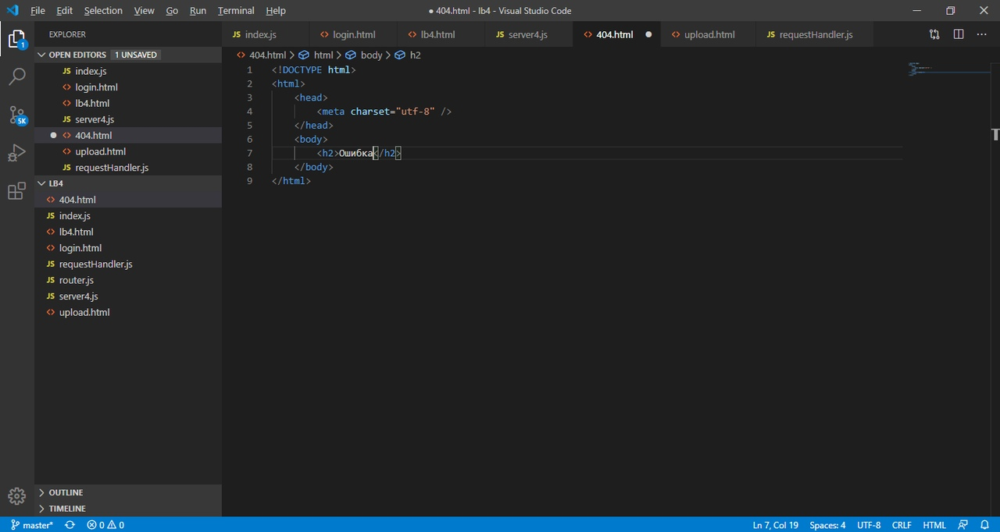 File Edit Selection View Go Run Terminal Help ● 404.html - lb4 - Visual Studio Code
EXPLORER
OPEN EDITORS 1 UNSAVED
JS index.js
<> login.html
<> lb4.html
JS server4.js
● <> 404.html
<> upload.html
JS requestHandler.js
LB4
<> 404.html
JS index.js
<> lb4.html
<> login.html
JS requestHandler.js
JS router.js
JS server4.js
<> upload.html
OUTLINE
TIMELINE
1
5K
JS index.js <> login.html <> lb4.html JS server4.js <> 404.html ● <> upload.html JS requestHandler.js
<> 404.html > html > body > h2
1 <!DOCTYPE html>
2 <html>
3 <head>
4 <meta charset="utf-8" />
5 </head>
6 <body>
7 <h2>Ошибка</h2>
8 </body>
9 </html>
master* 0 0 Ln 7, Col 19 Spaces: 4 UTF-8 CRLF HTML